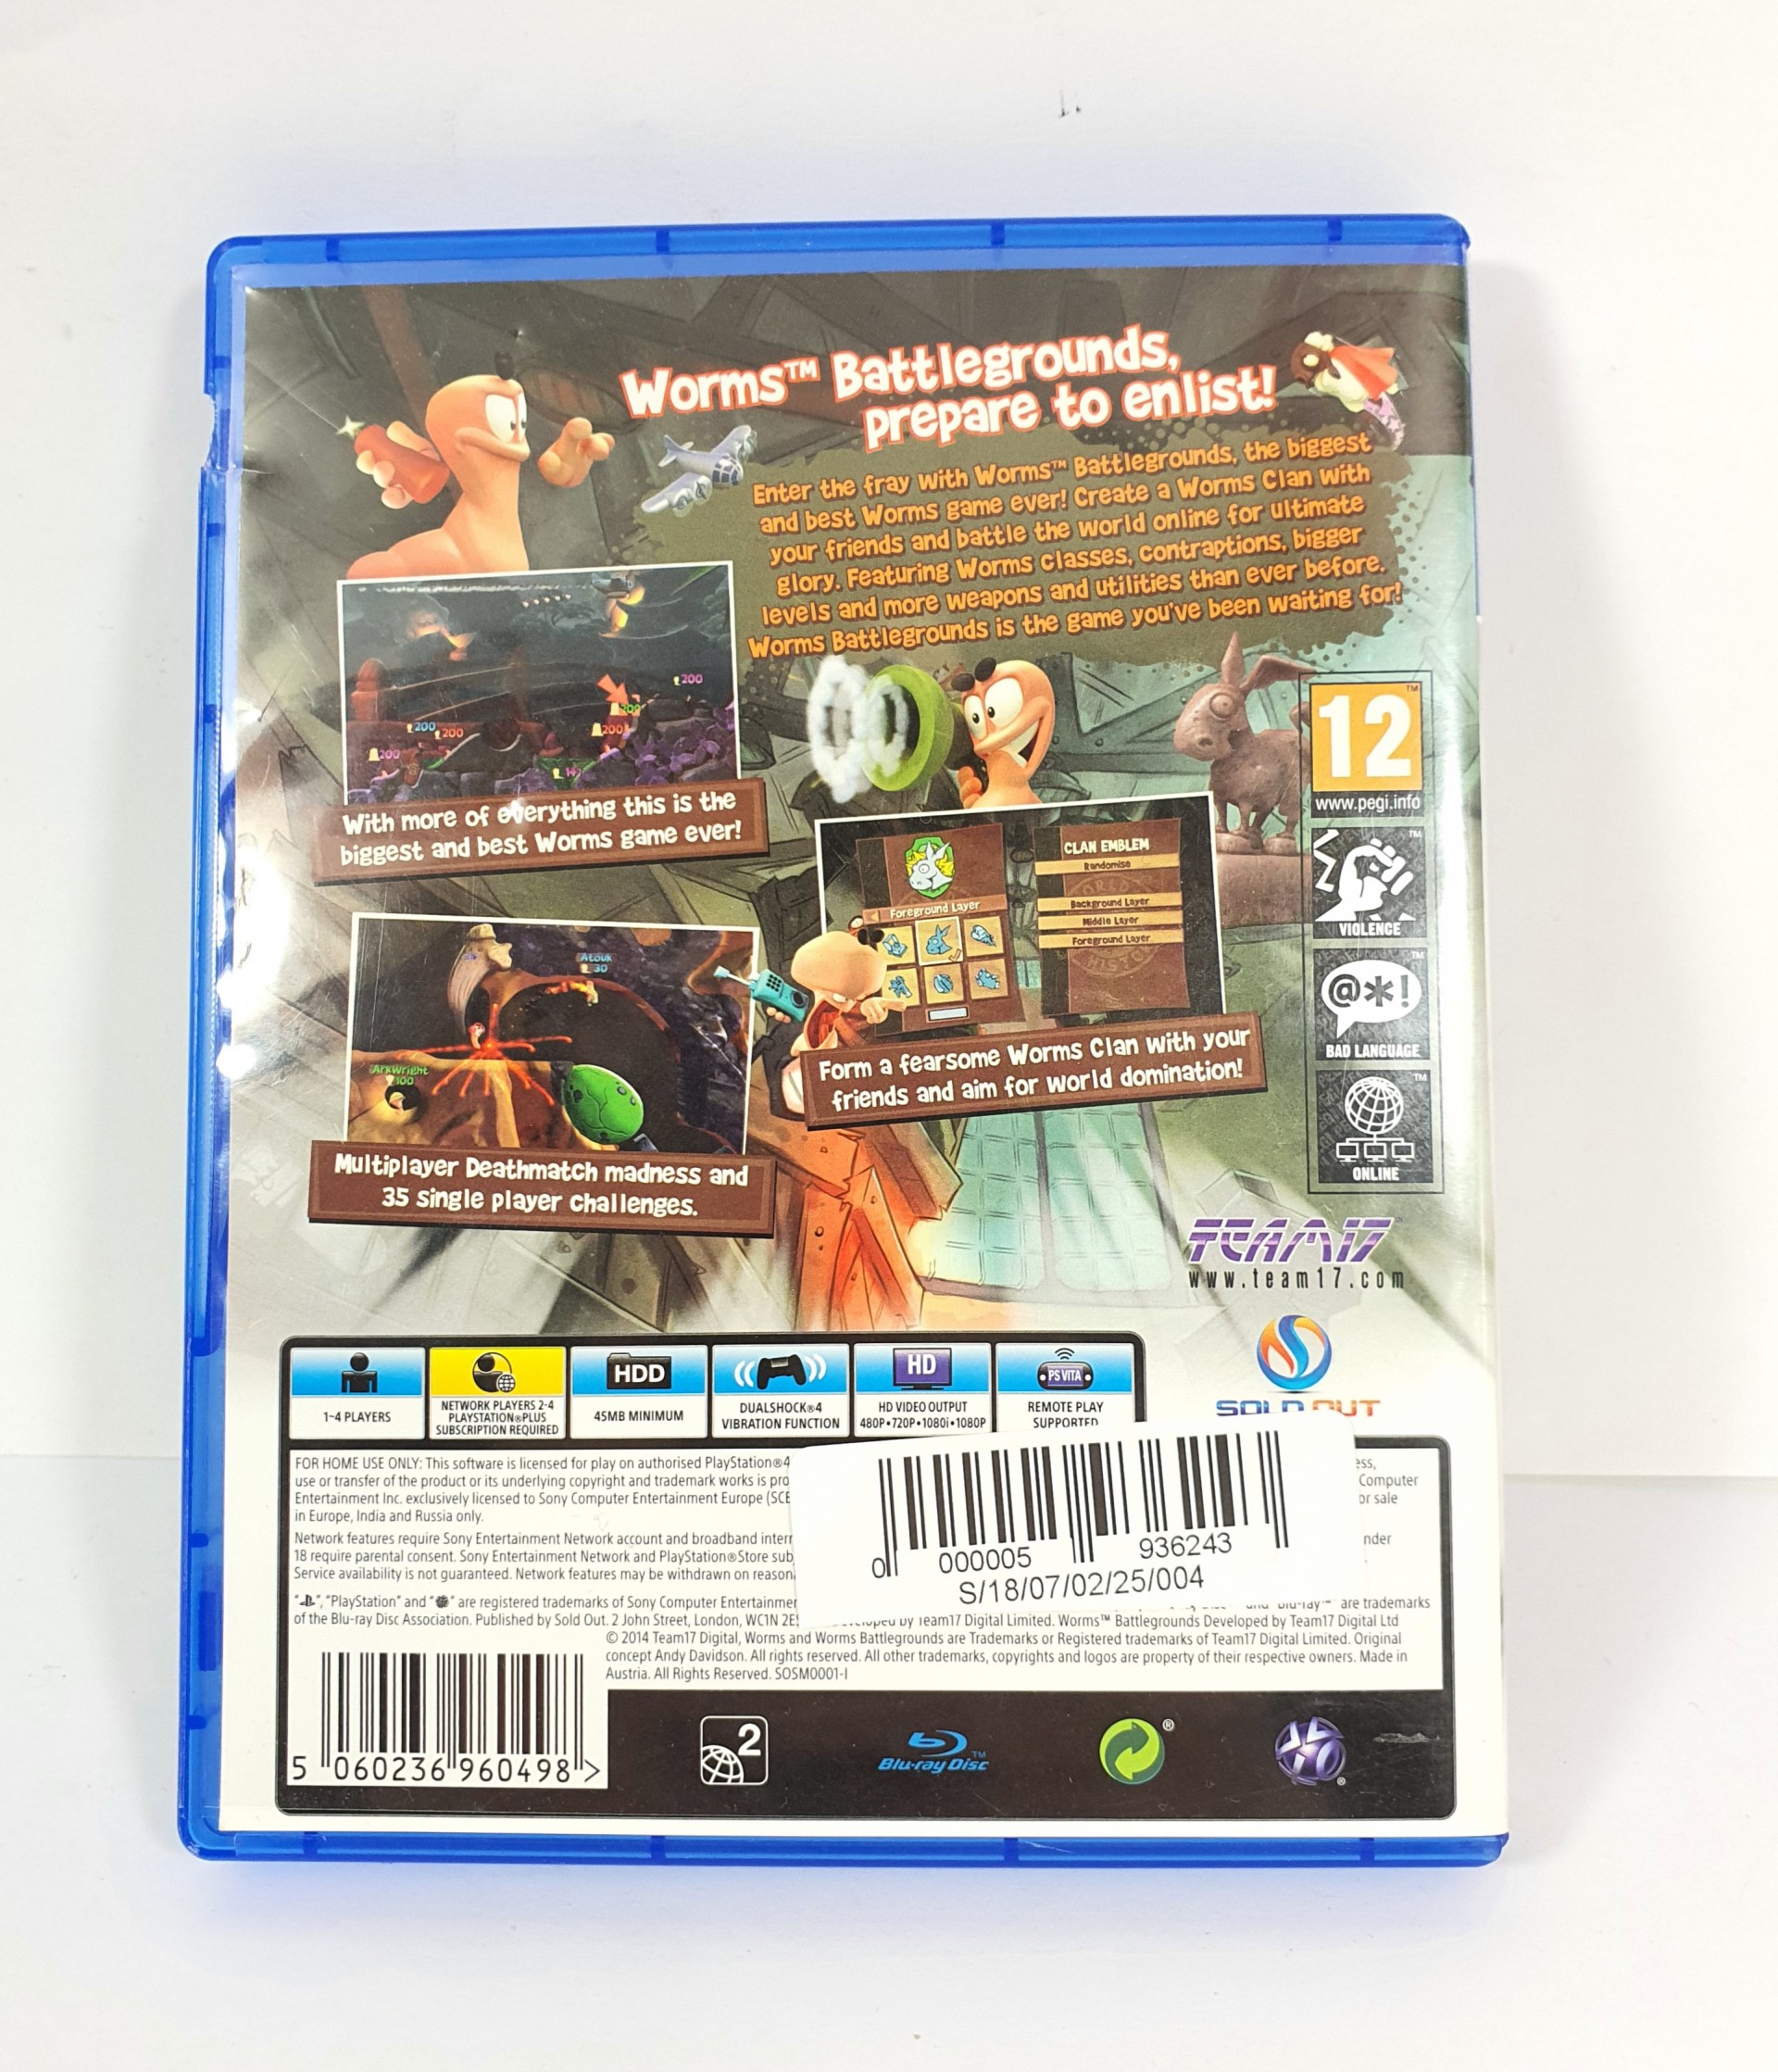 Worms™ Battlegrounds,
prepare to enlist!
Enter the fray with Worms™ Battlegrounds, the biggest
and best Worms game ever! Create a Worms Clan with
your friends and battle the world online for ultimate
glory. Featuring Worms classes, contraptions, bigger
levels and more weapons and utilities than ever before.
Worms Battlegrounds is the game you've been waiting for!
200
200
200
200
200
With more of everything this is the
biggest and best Worms game ever!
12
www.pegi.info
VIOLENCE
@*!
BAD LANGUAGE
ONLINE
CLAN EMBLEM
Randomise
Background Layer
Middle Layer
Foreground Layer
Foreground Layer
Form a fearsome Worms Clan with your
friends and aim for world domination!
Atouk
30
Arkwright
100
Multiplayer Deathmatch madness and
35 single player challenges.
TEAM17
www.team17.com
SOLD OUT
1-4 PLAYERS
NETWORK PLAYERS 2-4
PLAYSTATION®PLUS
SUBSCRIPTION REQUIRED
HDD
45MB MINIMUM
DUALSHOCK®4
VIBRATION FUNCTION
HD
HD VIDEO OUTPUT
480P•720P•1080i•1080P
PS VITA
REMOTE PLAY
SUPPORTED
FOR HOME USE ONLY: This software is licensed for play on authorised PlayStation®4
use or transfer of the product or its underlying copyright and trademark works is Computer
Entertainment Inc. exclusively licensed to Sony Computer Entertainment Europe or sale
in Europe, India and Russia only.
Network features require Sony Entertainment Network account and broadband
18 require parental consent. Sony Entertainment Network and PlayStation®Store
Service availability is not guaranteed. Network features may be withdrawn on
"PlayStation" and " " are registered trademarks of Sony Computer are trademarks
of the Blu-ray Disc Association. Published by Sold Out. 2 John Street, London, WC1N by Team17 Digital Limited. Worms™ Battlegrounds Developed by Team17 Digital Ltd
© 2014 Team17 Digital, Worms and Worms Battlegrounds are Trademarks or Registered trademarks of Team17 Digital Limited. Original
concept Andy Davidson. All rights reserved. All other trademarks, copyrights and logos are property of their respective owners. Made in
Austria. All Rights Reserved. SOSM0001-I
0 000005 936243
S/18/07/02/25/004
5 060236 960498 >
2
Blu-ray Disc™